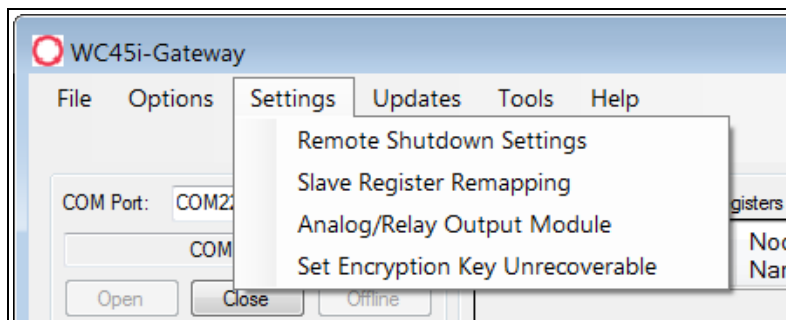 WC45i-Gateway
File Options Settings Updates Tools Help
Remote Shutdown Settings
Slave Register Remapping
Analog/Relay Output Module
Set Encryption Key Unrecoverable
COM Port:
COM
Open Close Offline